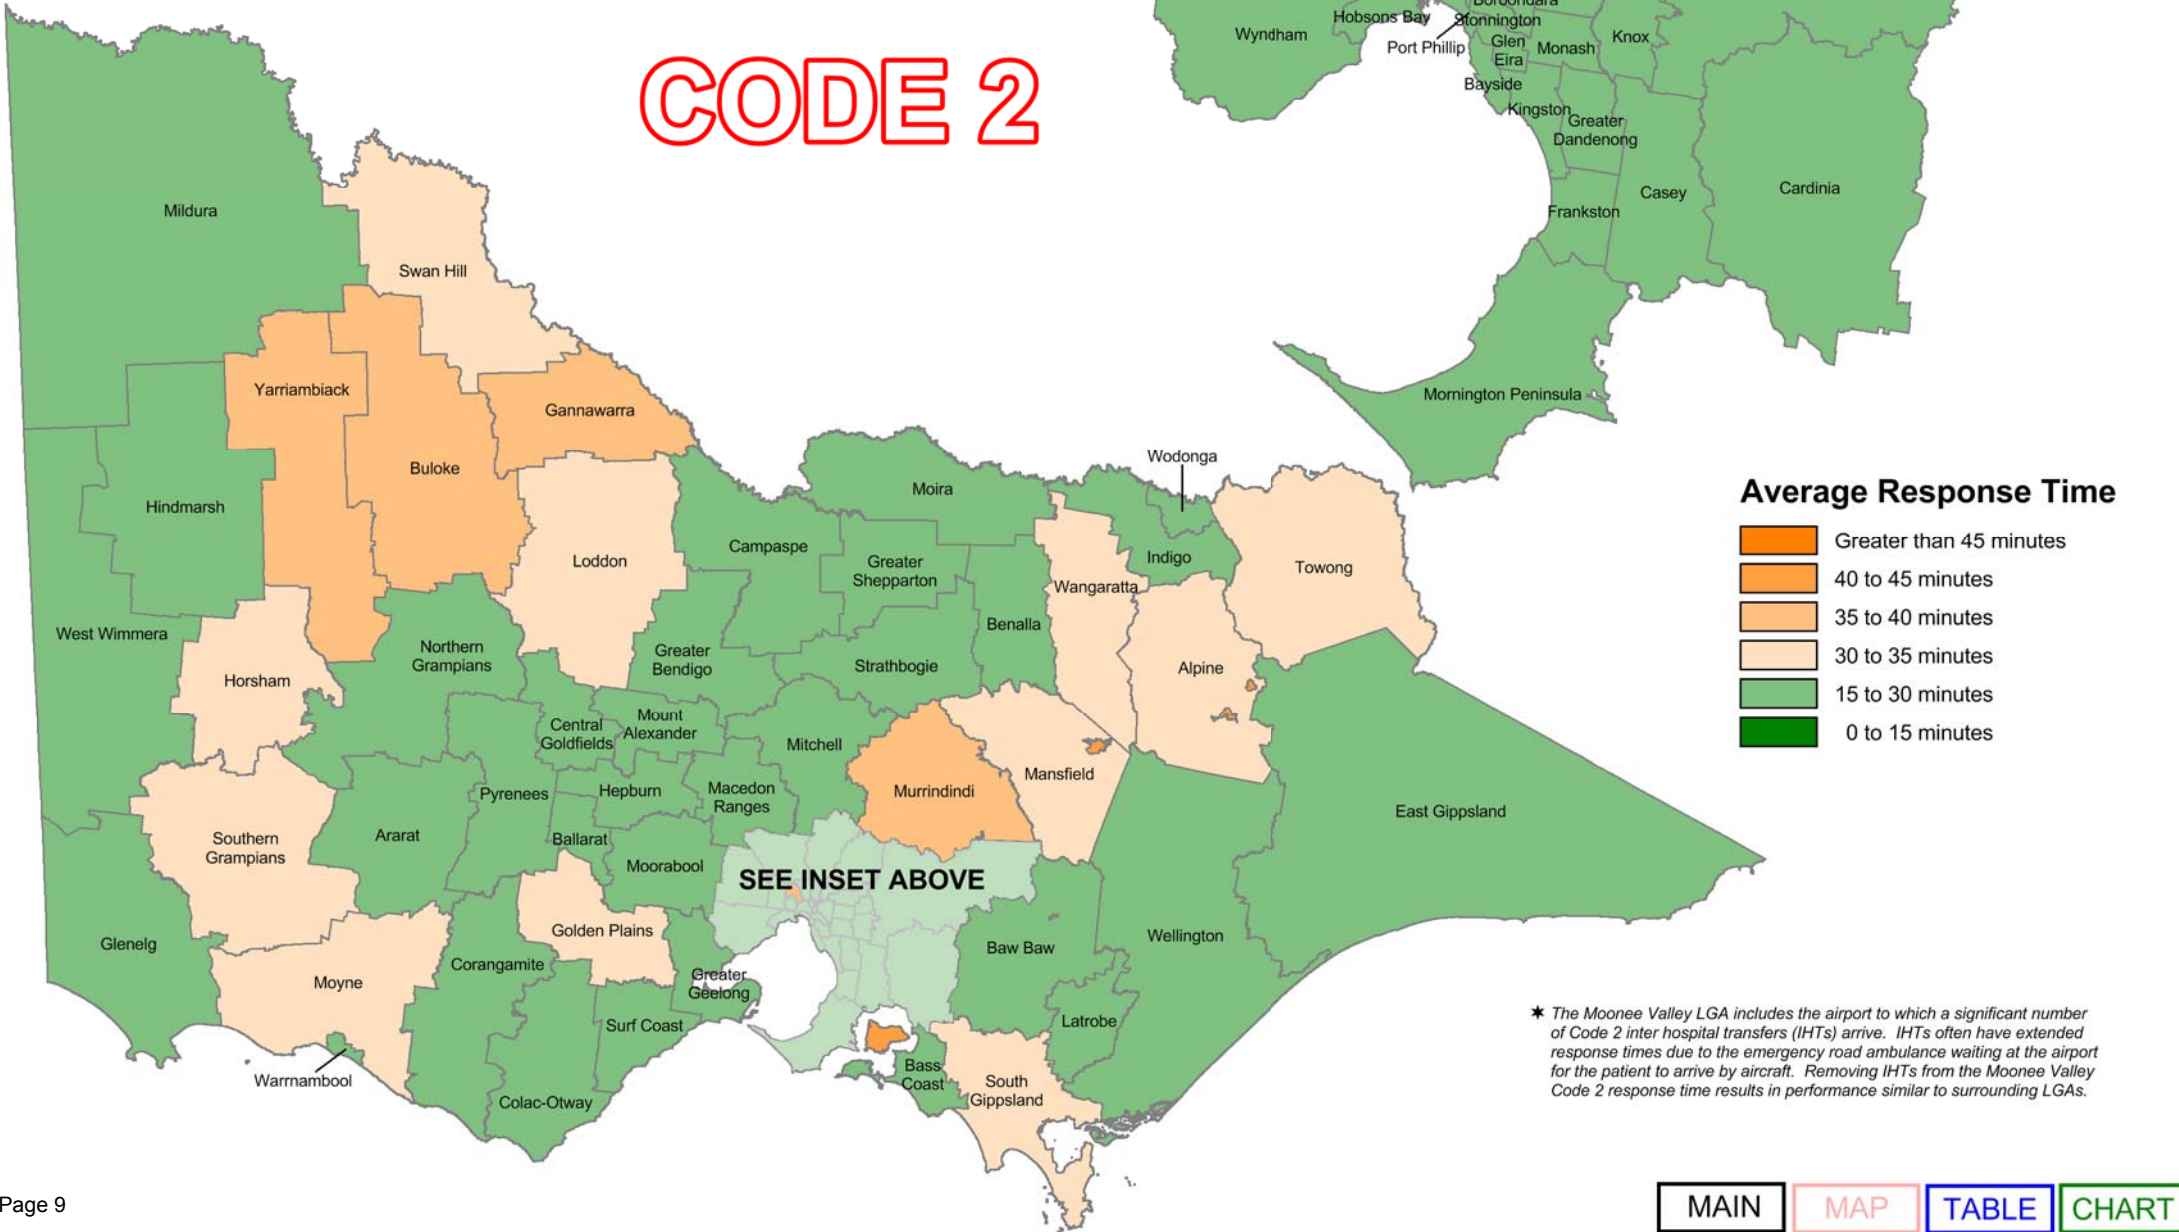 Boroondara
Hobsons Bay
Stonnington
Wyndham
Port Phillip
Glen
Eira
Monash
Knox
Bayside
Kingston
Greater
Dandenong
Casey
Cardinia
Frankston
Mornington Peninsula
CODE 2
Mildura
Swan Hill
Yarriambiack
Gannawarra
Buloke
Hindmarsh
Loddon
Campaspe
Moira
Greater
Shepparton
Wodonga
Indigo
Wangaratta
Towong
Benalla
West Wimmera
Horsham
Northern
Grampians
Greater
Bendigo
Strathbogie
Alpine
Central
Goldfields
Mount
Alexander
Mitchell
Mansfield
Murrindindi
Pyrenees
Hepburn
Macedon
Ranges
East Gippsland
Southern
Grampians
Ararat
Ballarat
Moorabool
SEE INSET ABOVE
Golden Plains
Glenelg
Moyne
Corangamite
Greater
Geelong
Surf Coast
Baw Baw
Wellington
Latrobe
Warrnambool
Colac-Otway
Bass
Coast
South
Gippsland
Average Response Time
Greater than 45 minutes
40 to 45 minutes
35 to 40 minutes
30 to 35 minutes
15 to 30 minutes
0 to 15 minutes
✶ The Moonee Valley LGA includes the airport to which a significant number
of Code 2 inter hospital transfers (IHTs) arrive. IHTs often have extended
response times due to the emergency road ambulance waiting at the airport
for the patient to arrive by aircraft. Removing IHTs from the Moonee Valley
Code 2 response time results in performance similar to surrounding LGAs.
Page 9
MAIN
MAP
TABLE
CHART